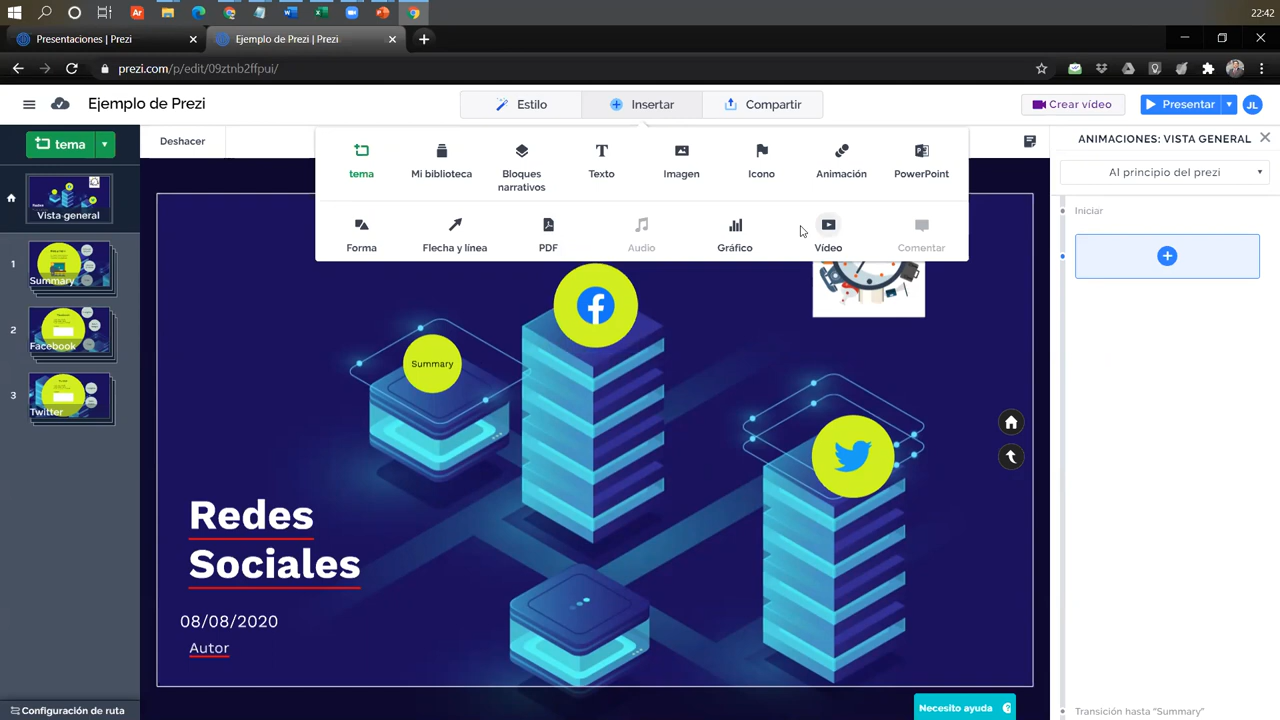 Ar
22:42
Presentaciones | Prezi
Ejemplo de Prezi | Prezi
prezi.com/p/edit/09ztnb2ffpui/
Ejemplo de Prezi
Estilo
Insertar
Compartir
Crear vídeo
Presentar
JL
tema
Deshacer
tema
Mi biblioteca
Bloques
narrativos
Texto
Imagen
Icono
Animación
PowerPoint
Forma
Flecha y línea
PDF
Audio
Gráfico
Vídeo
Comentar
ANIMACIONES: VISTA GENERAL
Al principio del prezi
Iniciar
Vista general
1
Summary
2
Facebook
3
Twitter
Summary
Redes
Sociales
08/08/2020
Autor
Configuración de ruta
Necesito ayuda
Transición hasta "Summary"